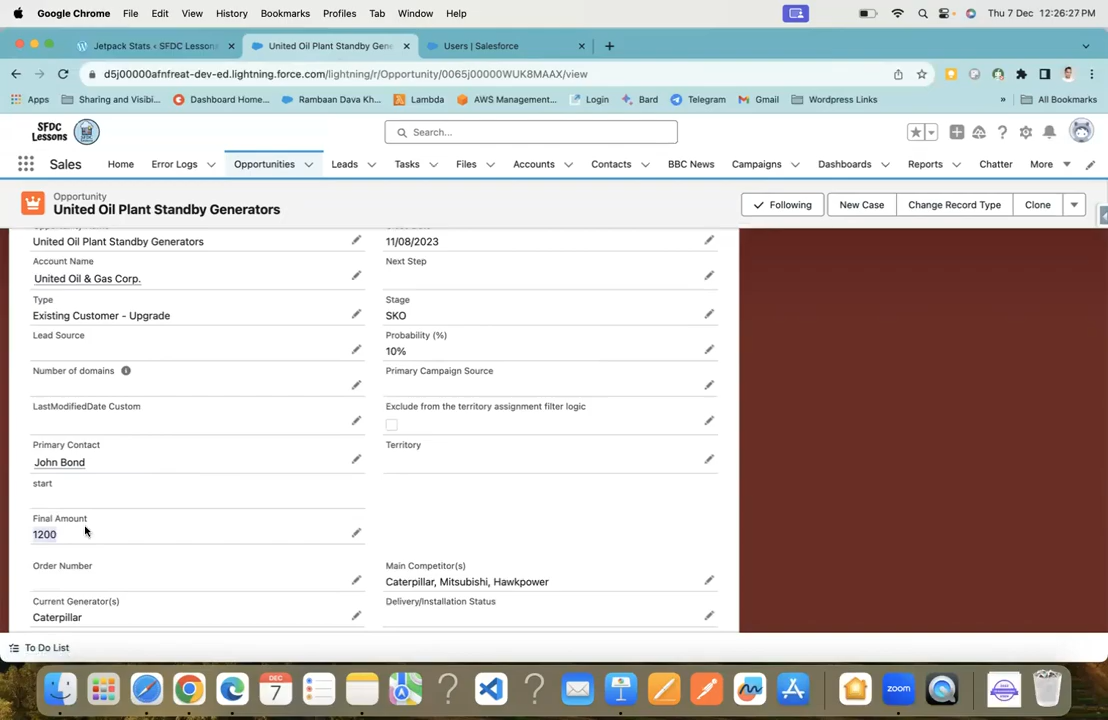 Google Chrome File Edit View History Bookmarks Profiles Tab Window Help Thu 7 Dec 12:26:27 PM
Jetpack Stats ‹ SFDC Lesson United Oil Plant Standby Gene Users | Salesforce
d5j00000afnfreat-dev-ed.lightning.force.com/lightning/r/Opportunity/0065j00000WUK8MAAX/view
Apps Sharing and Visibi... Dashboard Home... Rambaan Dava Kh... Lambda AWS Management... Login Bard Telegram Gmail Wordpress Links » All Bookmarks
SFDC
Lessons
Search...
Sales Home Error Logs Opportunities Leads Tasks Files Accounts Contacts BBC News Campaigns Dashboards Reports Chatter More
Opportunity
United Oil Plant Standby Generators
Following New Case Change Record Type Clone
United Oil Plant Standby Generators 11/08/2023
Account Name Next Step
United Oil & Gas Corp.
Type Stage
Existing Customer - Upgrade SKO
Lead Source Probability (%)
10%
Number of domains Primary Campaign Source
LastModifiedDate Custom Exclude from the territory assignment filter logic
Primary Contact Territory
John Bond
start
Final Amount
1200
Order Number Main Competitor(s)
Caterpillar, Mitsubishi, Hawkpower
Current Generator(s) Delivery/Installation Status
Caterpillar
To Do List
DEC
7
zoom